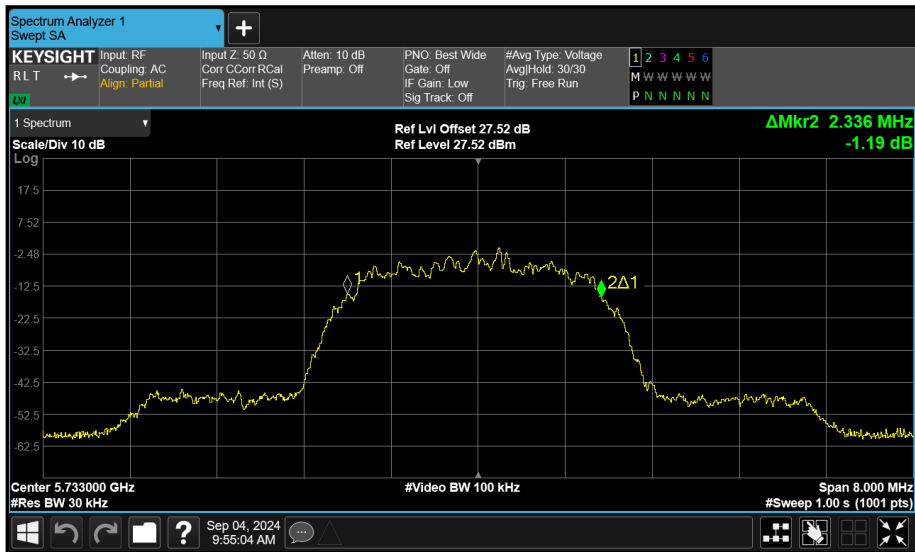 Spectrum Analyzer 1
Swept SA
+
KEYSIGHT Input: RF Input Z: 50 Ω Atten: 10 dB PNO: Best Wide #Avg Type: Voltage 1 2 3 4 5 6
R L T Coupling: AC Corr CCorr RCal Preamp: Off Gate: Off Avg|Hold: 30/30 M W W W W W
Align: Partial Freq Ref: Int (S) IF Gain: Low Trig: Free Run P N N N N N
LXI Sig Track: Off
1 Spectrum Ref Lvl Offset 27.52 dB ΔMkr2 2.336 MHz
Scale/Div 10 dB Ref Level 27.52 dBm -1.19 dB
Log
17.5
7.52
-2.48
1
2Δ1
-12.5
-22.5
-32.5
-42.5
-52.5
-62.5
Center 5.733000 GHz #Video BW 100 kHz Span 8.000 MHz
#Res BW 30 kHz #Sweep 1.00 s (1001 pts)
? Sep 04, 2024
9:55:04 AM